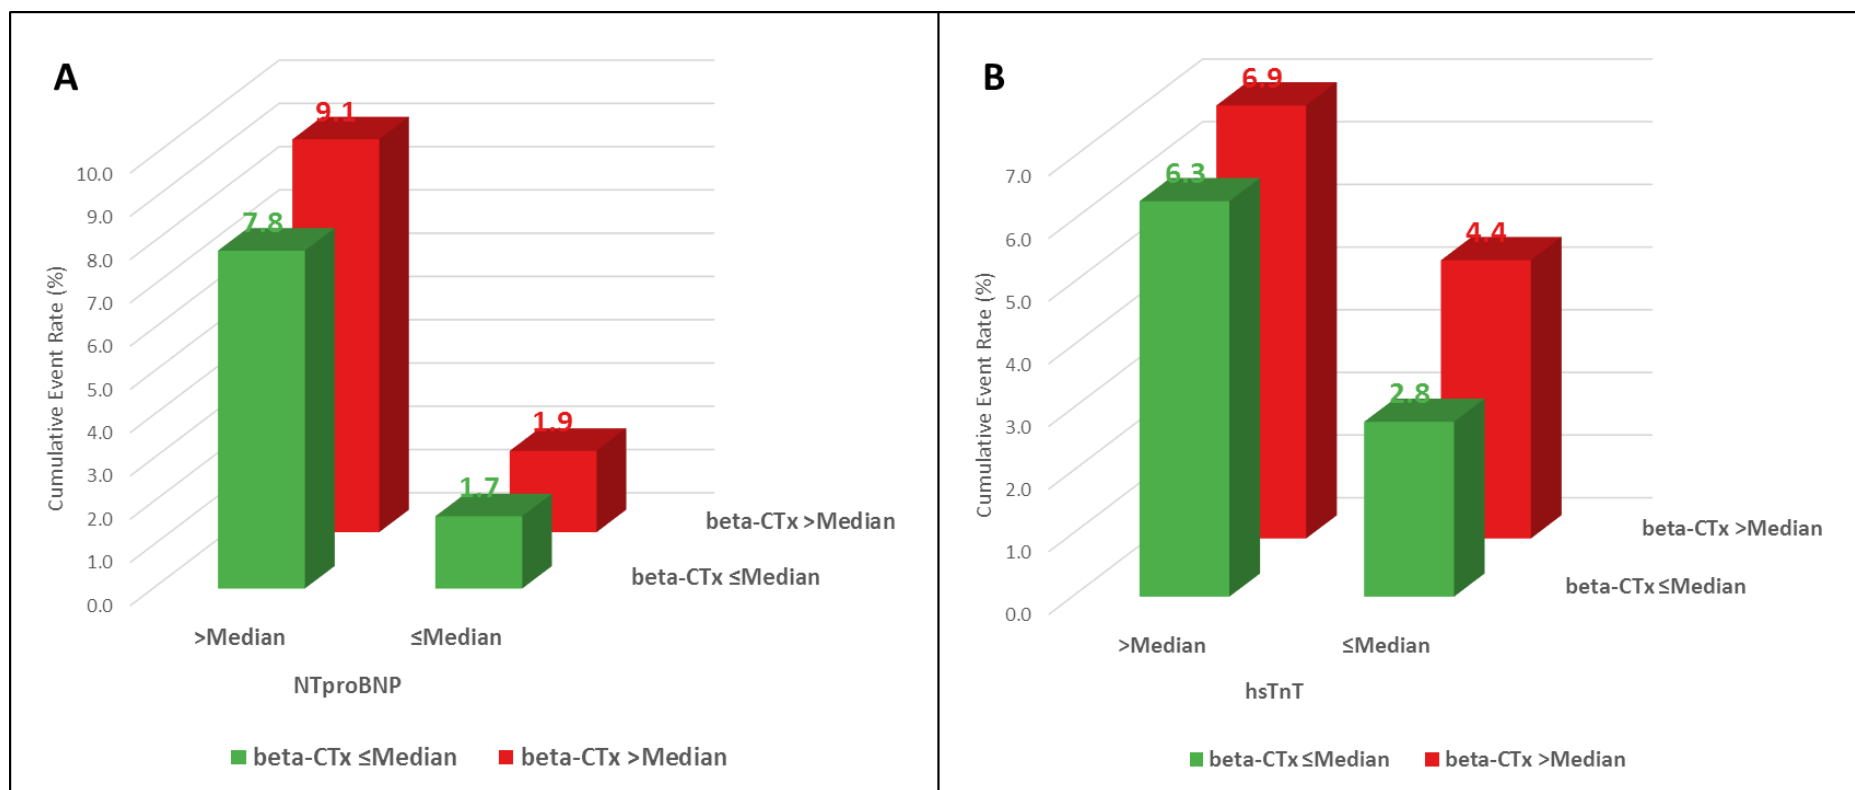 A
9.1
7.8
10.0
9.0
8.0
7.0
6.0
5.0
4.0
3.0
2.0
1.0
0.0
Cumulative Event Rate (%)
1.9
1.7
beta-CTx >Median
beta-CTx ≤Median
>Median
≤Median
NTproBNP
beta-CTx ≤Median
beta-CTx >Median
B
6.9
6.3
7.0
6.0
5.0
4.0
3.0
2.0
1.0
0.0
Cumulative Event Rate (%)
4.4
2.8
beta-CTx >Median
beta-CTx ≤Median
>Median
≤Median
hsTnT
beta-CTx ≤Median
beta-CTx >Median